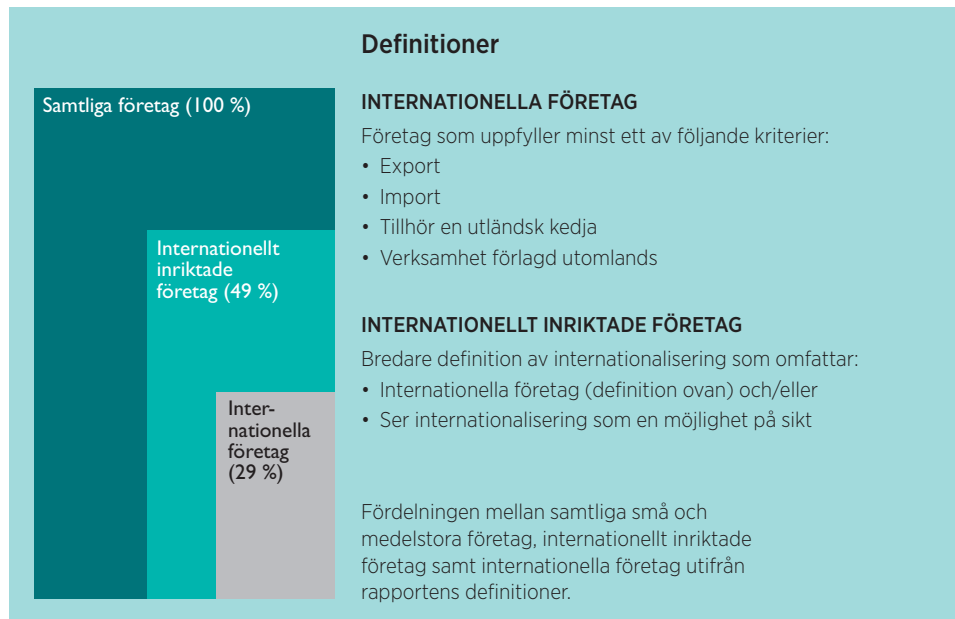 Definitioner
Samtliga företag (100 %)
Internationellt
inriktade
företag (49 %)
Inter-
nationella
företag
(29 %)
INTERNATIONELLA FÖRETAG
Företag som uppfyller minst ett av följande kriterier:
• Export
• Import
• Tillhör en utländsk kedja
• Verksamhet förlagd utomlands
INTERNATIONELLT INRIKTADE FÖRETAG
Bredare definition av internationalisering som omfattar:
• Internationella företag (definition ovan) och/eller
• Ser internationalisering som en möjlighet på sikt
Fördelningen mellan samtliga små och
medelstora företag, internationellt inriktade
företag samt internationella företag utifrån
rapportens definitioner.